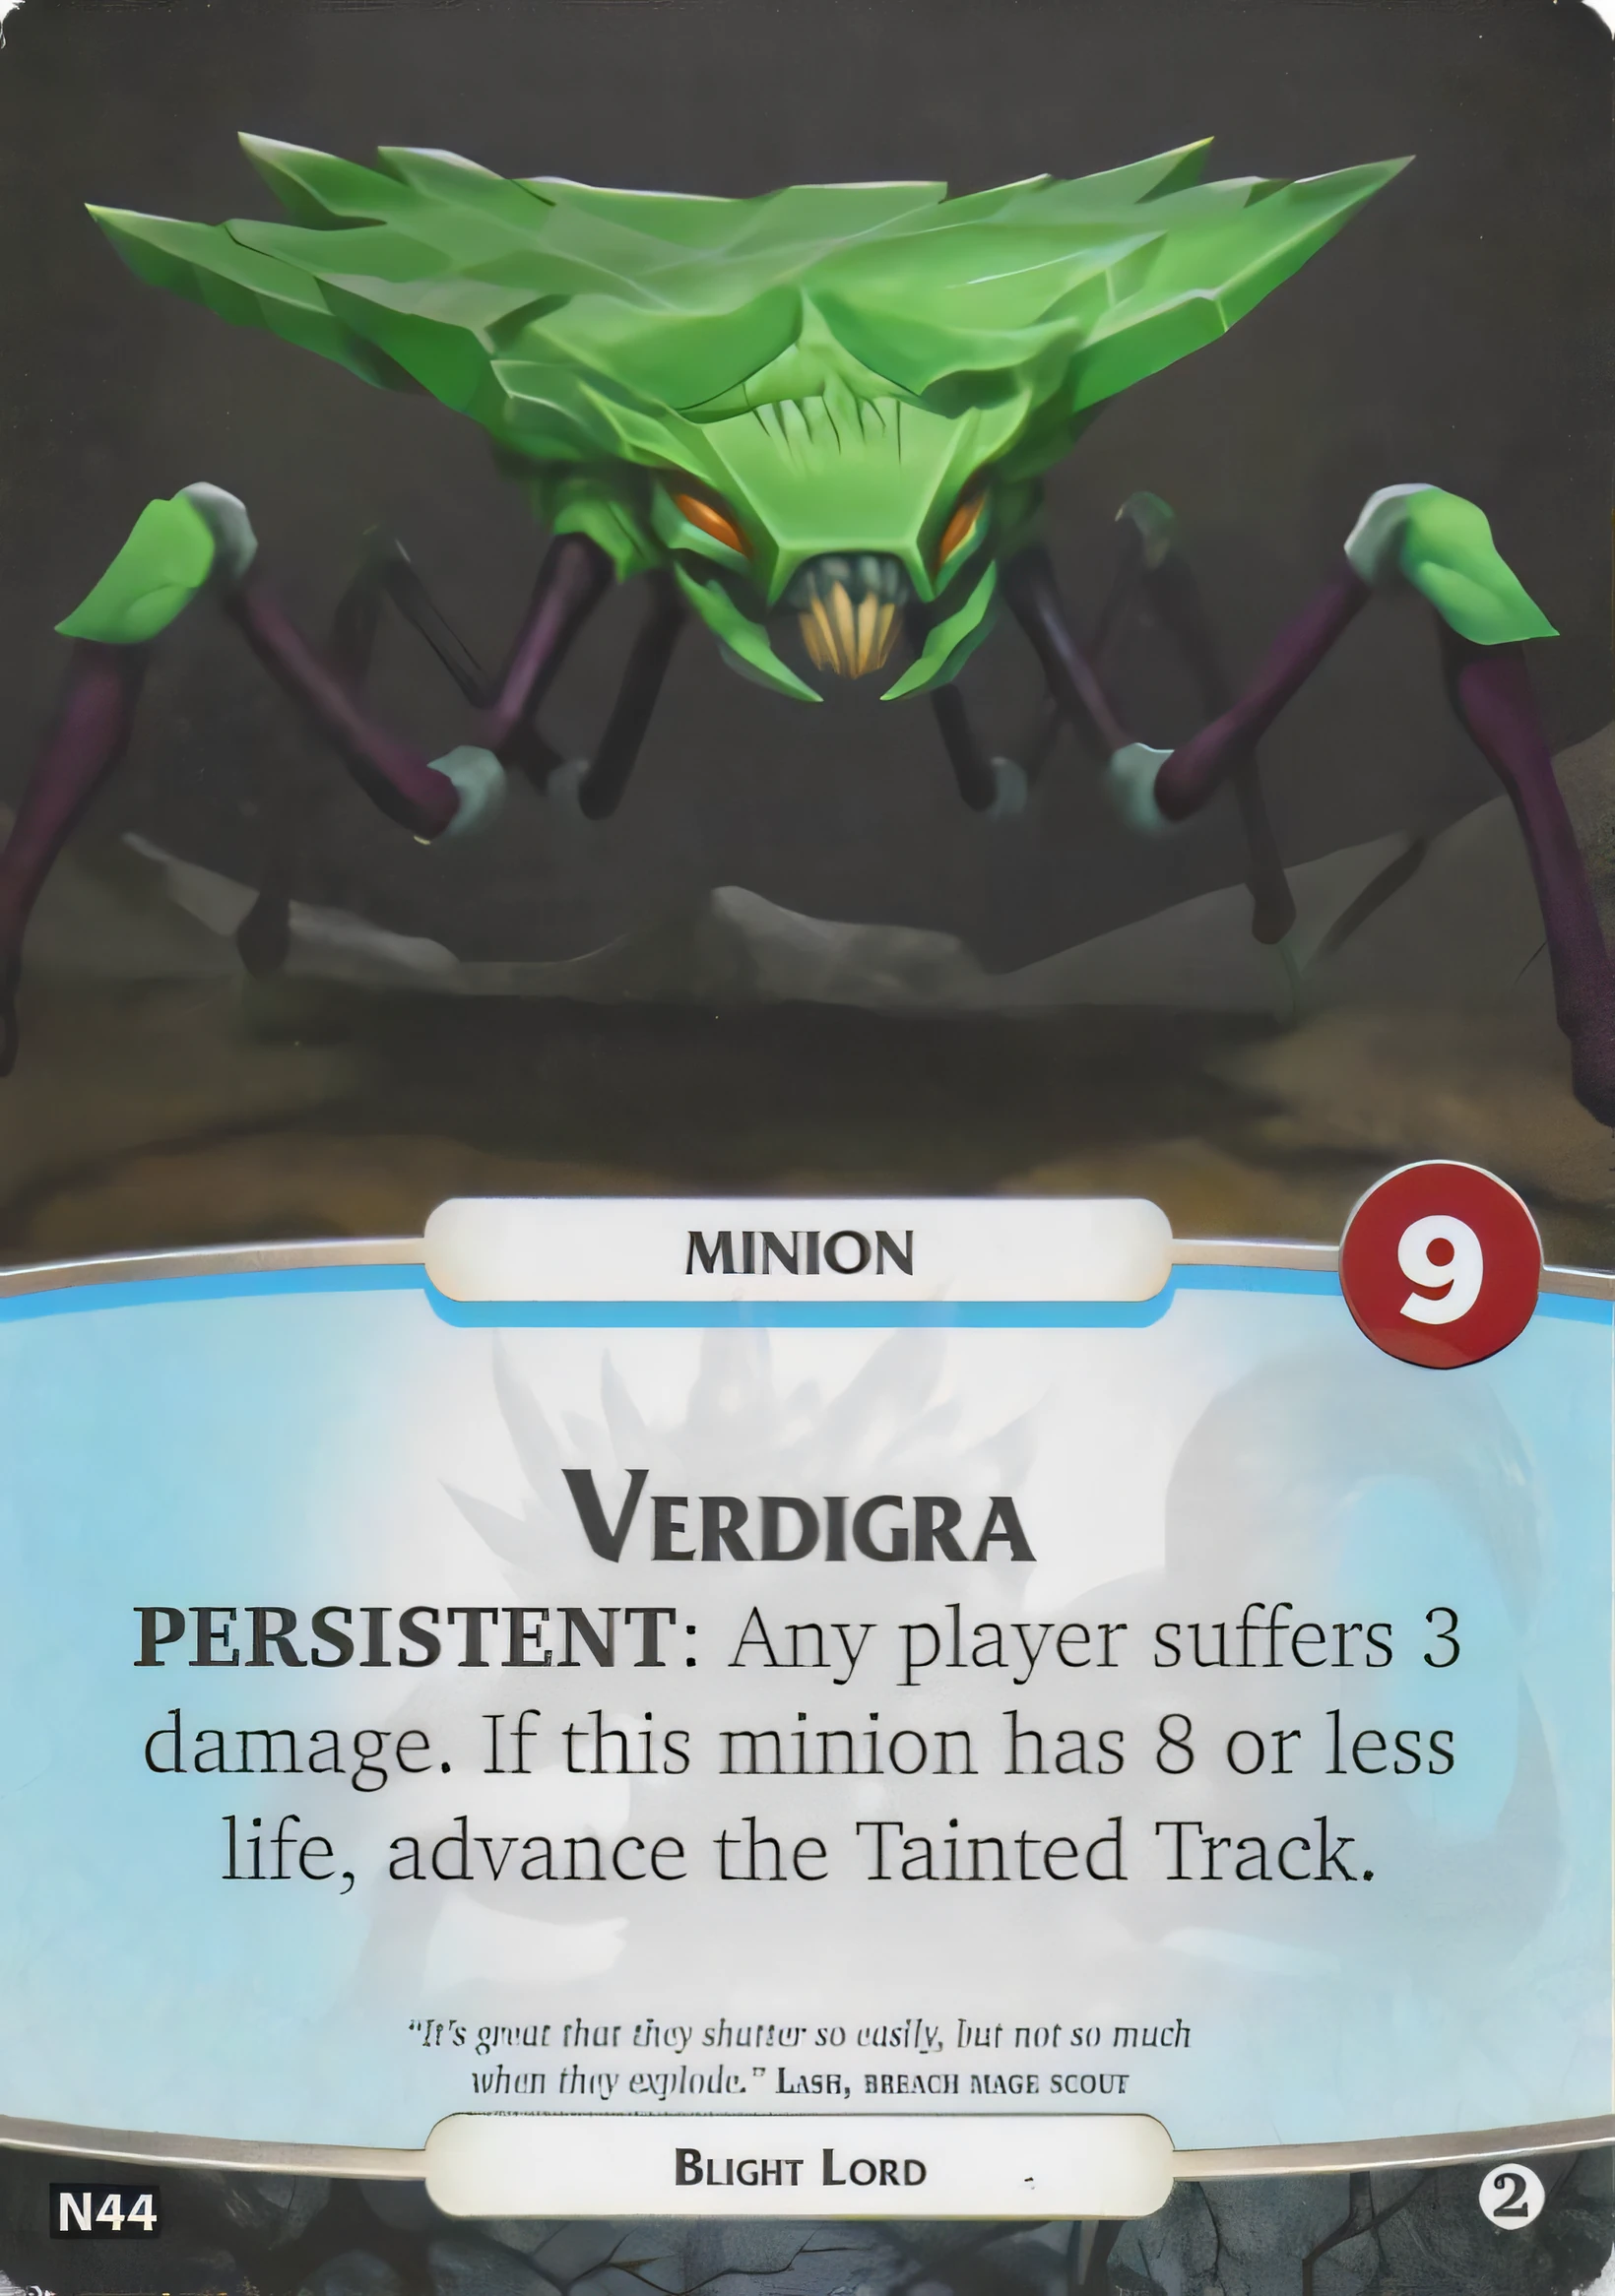 MINION
9
VERDIGRA
PERSISTENT: Any player suffers 3
damage. If this minion has 8 or less
life, advance the Tainted Track.
"It's great that they shatter so easily, but not so much
when they explode." LASH, BREACH MAGE SCOUT
BLIGHT LORD
N44
2